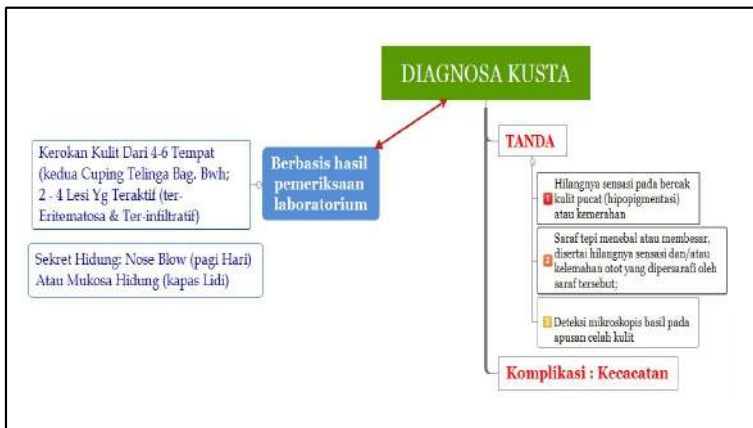 DIAGNOSA KUSTA
Kerokan Kulit Dari 4-6 Tempat
(kedua Cuping Telinga Bag. Bwh;
2 - 4 Lesi Yg Teraktif (ter-
Eritematosa & Ter-infiltratif)
Berbasis hasil
pemeriksaan
laboratorium
Sekret Hidung: Nose Blow (pagi Hari)
Atau Mukosa Hidung (kapas Lidi)
TANDA
1 Hilangnya sensasi pada bercak
kulit pucat (hipopigmentasi)
atau kemerahan
2 Saraf tepi menebal atau membesar,
disertai hilangnya sensasi dan/atau
kelemahan otot yang dipersarafi oleh
saraf tersebut;
3 Deteksi mikroskopis basil pada
apusan celah kulit
Komplikasi : Kecacatan